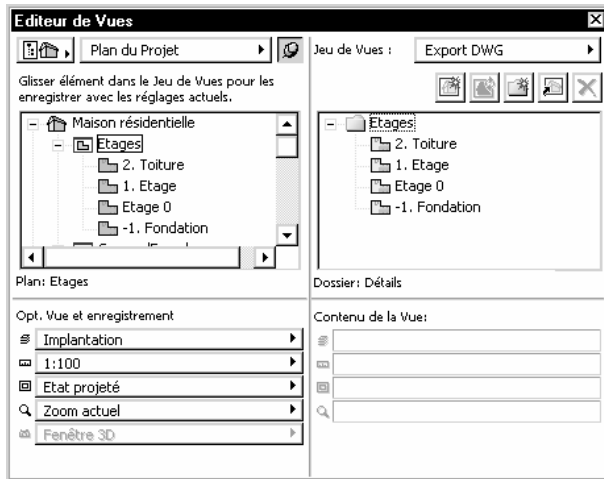 Editeur de Vues
Plan du Projet
Jeu de Vues :
Export DWG
Glisser élément dans le Jeu de Vues pour les
enregistrer avec les réglages actuels.
Maison résidentielle
Etages
2. Toiture
1. Etage
Etage 0
-1. Fondation
Plan: Etages
Etages
2. Toiture
1. Etage
Etage 0
-1. Fondation
Dossier: Détails
Opt. Vue et enregistrement
Implantation
1:100
Etat projeté
Zoom actuel
Fenêtre 3D
Contenu de la Vue: